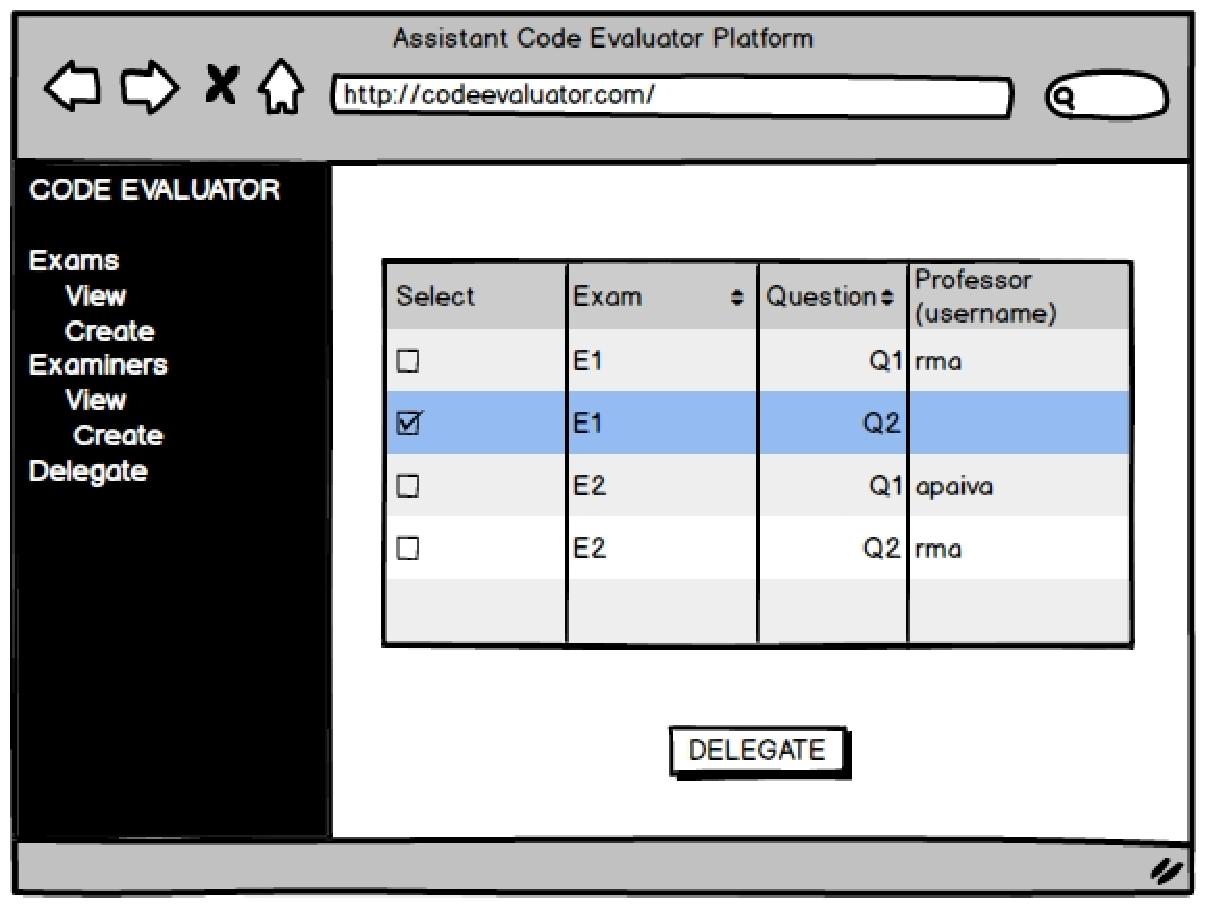 Assistant Code Evaluator Platform
http://codeevaluator.com/
CODE EVALUATOR
Exams
View
Create
Examiners
View
Create
Delegate
Select Exam Question Professor (username)
E1 Q1 rma
E1 Q2
E2 Q1 apaiva
E2 Q2 rma
DELEGATE